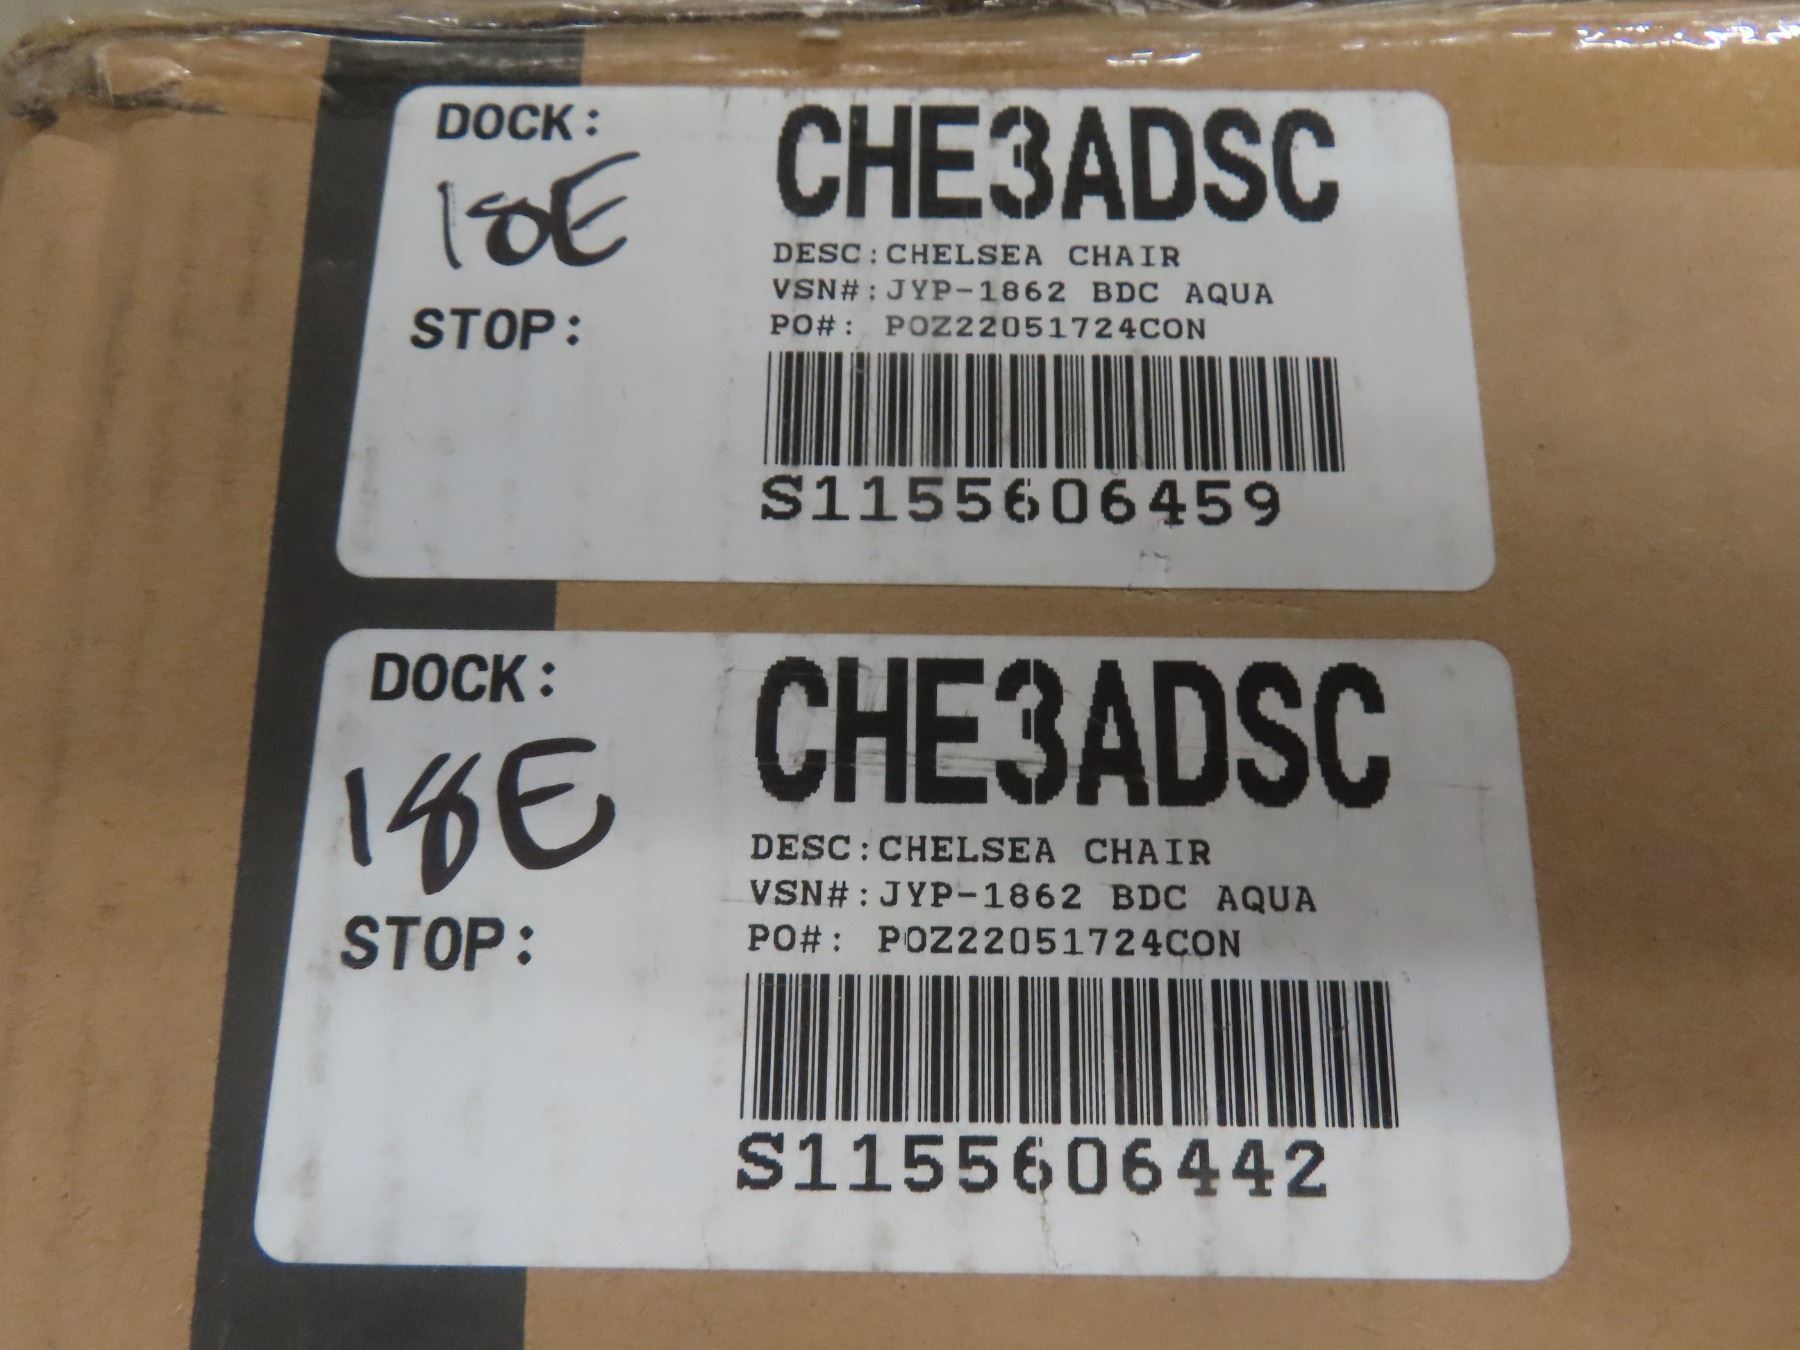 DOCK:
18E
STOP:
CHE3ADSC
DESC:CHELSEA CHAIR
VSN#:JYP-1862 BDC AQUA
PO#: POZ22051724CON
S1155606459
DOCK:
18E
STOP:
CHE3ADSC
DESC:CHELSEA CHAIR
VSN#:JYP-1862 BDC AQUA
PO#: POZ22051724CON
S1155606442